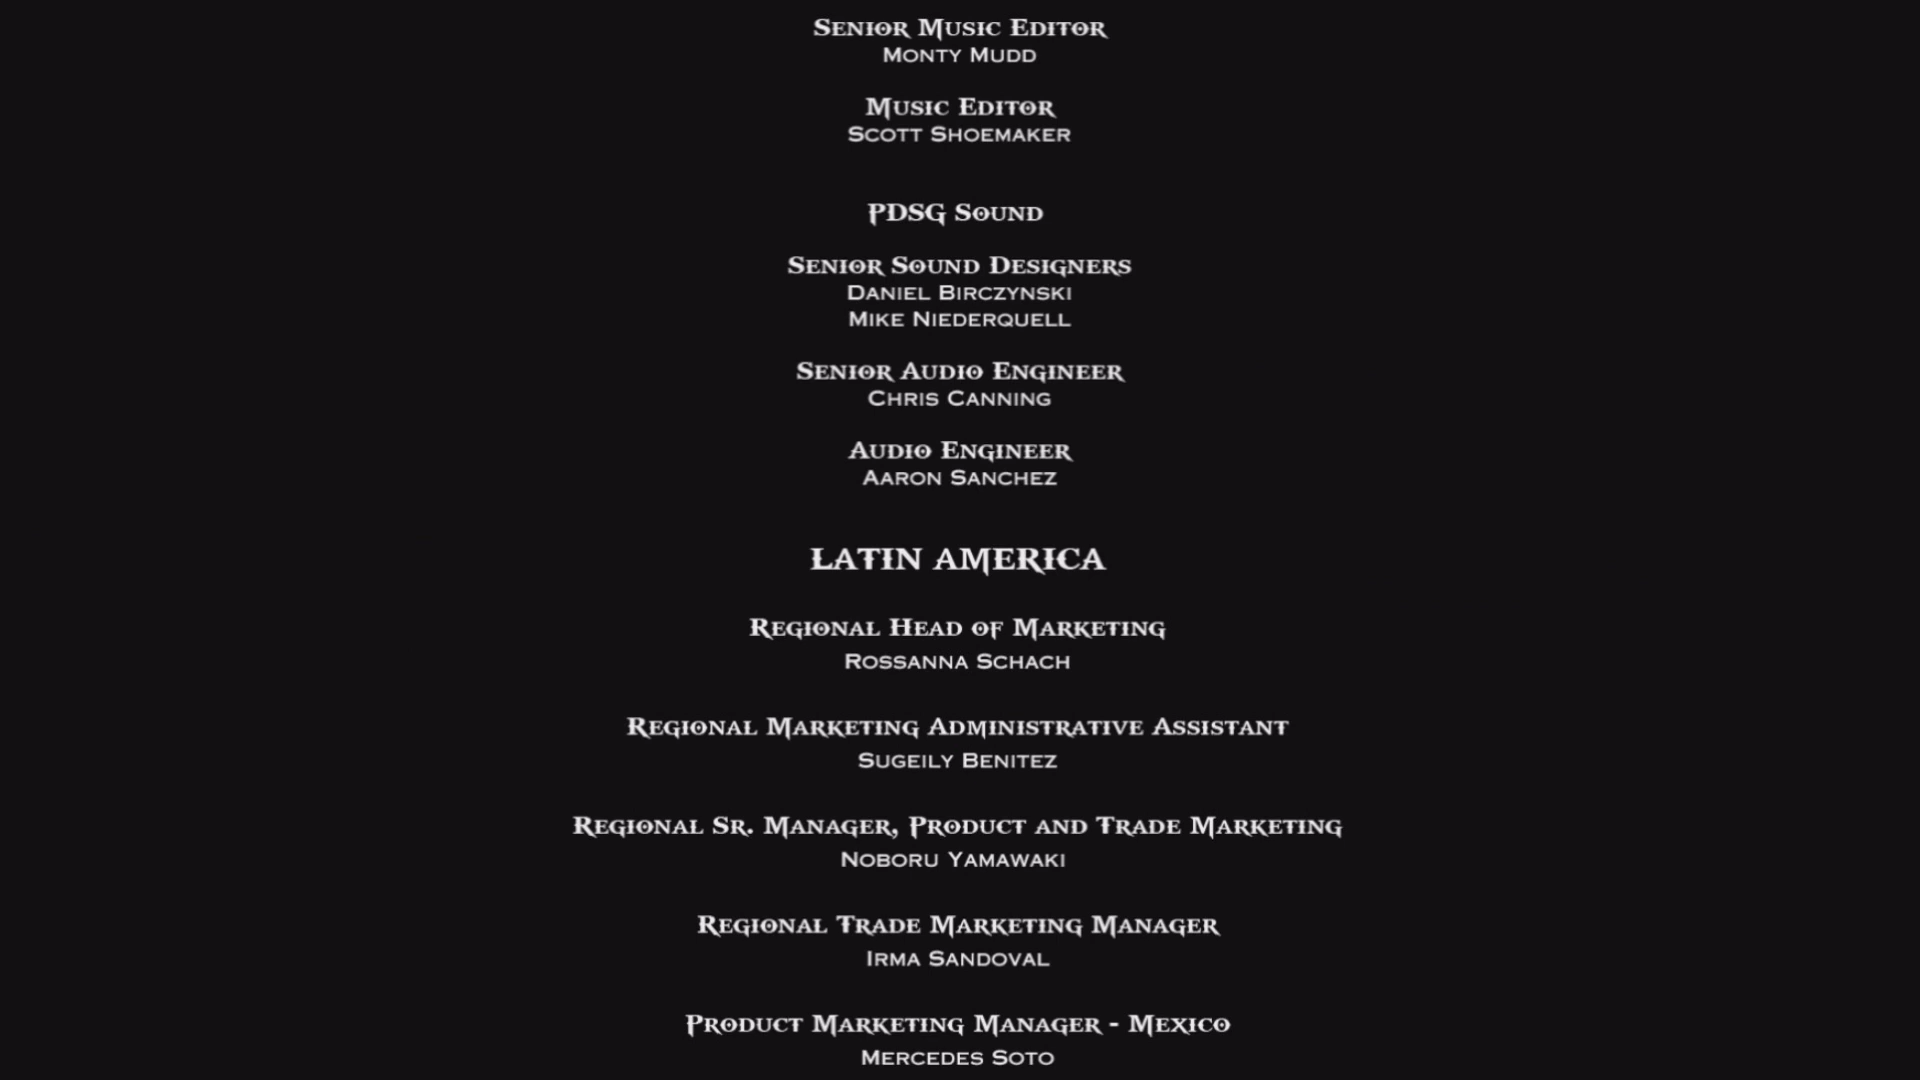 Senior Music Editor
Monty Mudd
Music Editor
Scott Shoemaker
PDSG Sound
Senior Sound Designers
Daniel Birczynski
Mike Niederquell
Senior Audio Engineer
Chris Canning
Audio Engineer
Aaron Sanchez
LATIN AMERICA
Regional Head of Marketing
Rossanna Schach
Regional Marketing Administrative Assistant
Sugeily Benitez
Regional Sr. Manager, Product and Trade Marketing
Noboru Yamawaki
Regional Trade Marketing Manager
Irma Sandoval
Product Marketing Manager - Mexico
Mercedes Soto